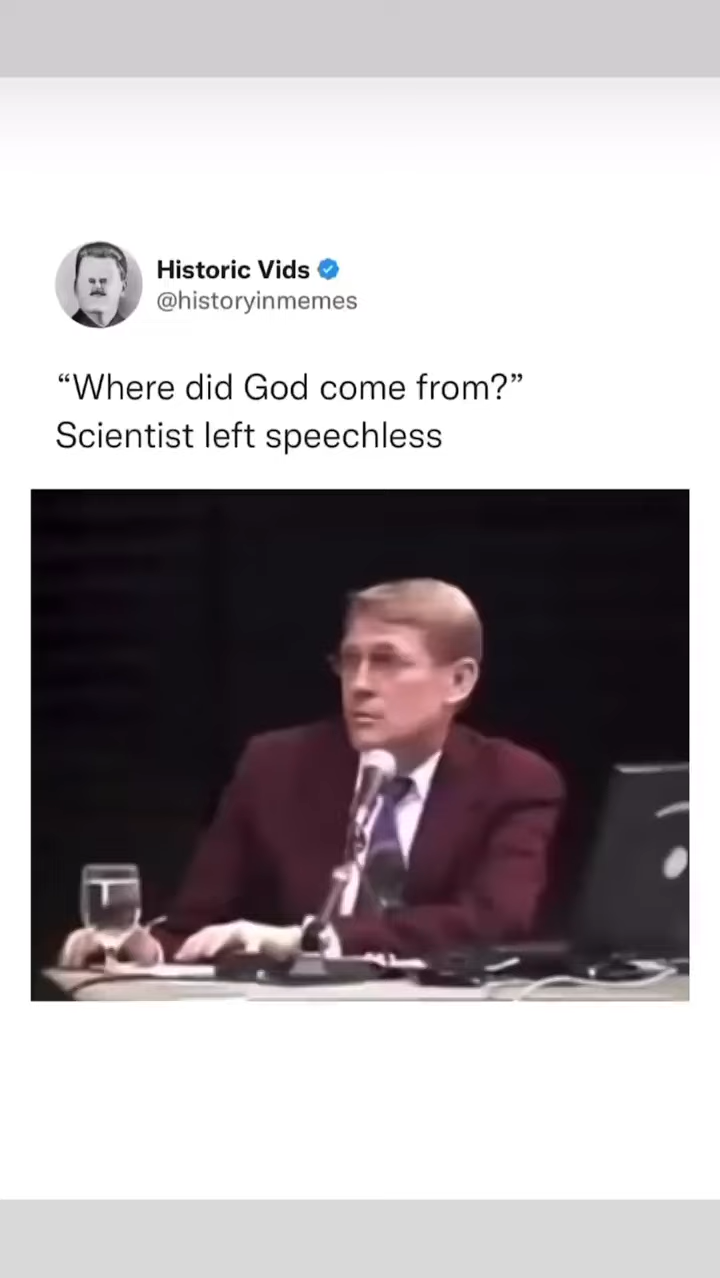 Historic Vids
@historyinmemes
“Where did God come from?”
Scientist left speechless